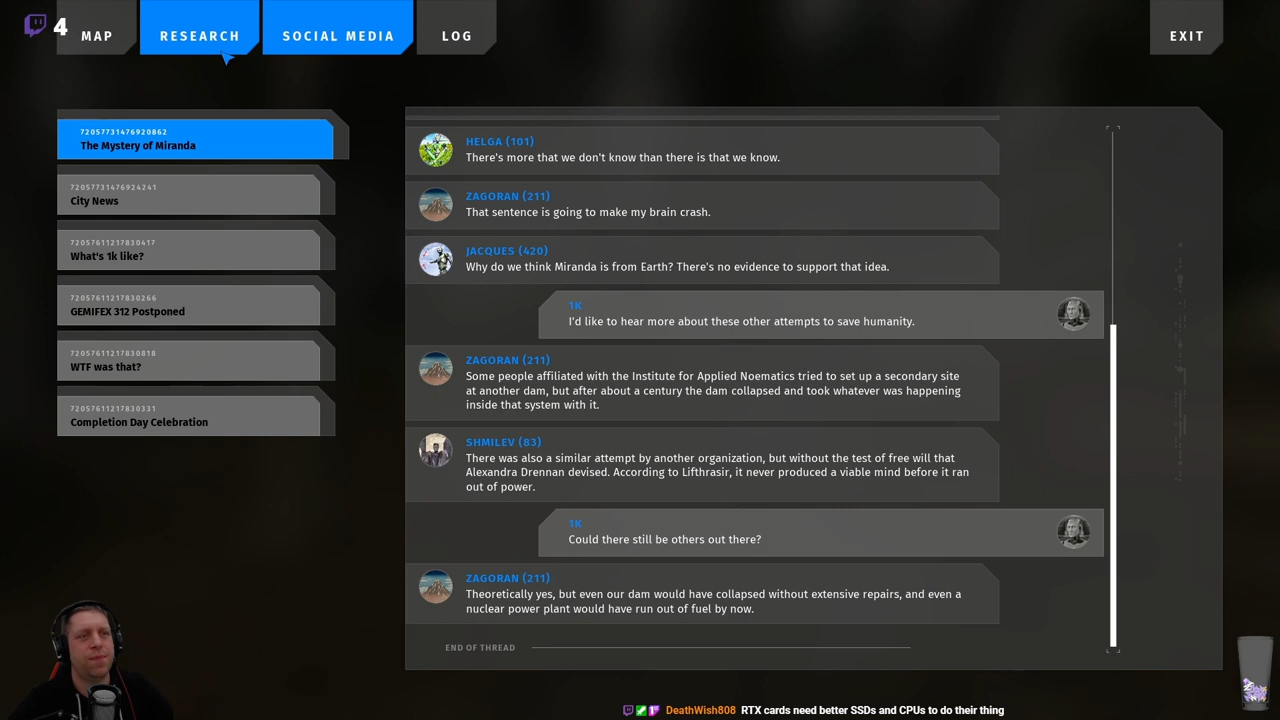 4
MAP
RESEARCH
SOCIAL MEDIA
LOG
EXIT
72057731476920862
The Mystery of Miranda
72057731476924241
City News
72057611217830417
What's 1k like?
72057611217830266
GEMIFEX 312 Postponed
72057611217830818
WTF was that?
72057611217830331
Completion Day Celebration
HELGA (101)
There's more that we don't know than there is that we know.
ZAGORAN (211)
That sentence is going to make my brain crash.
JACQUES (420)
Why do we think Miranda is from Earth? There's no evidence to support that idea.
1K
I'd like to hear more about these other attempts to save humanity.
ZAGORAN (211)
Some people affiliated with the Institute for Applied Noematics tried to set up a secondary site
at another dam, but after about a century the dam collapsed and took whatever was happening
inside that system with it.
SHMILEV (83)
There was also a similar attempt by another organization, but without the test of free will that
Alexandra Drennan devised. According to Lifthrasir, it never produced a viable mind before it ran
out of power.
1K
Could there still be others out there?
ZAGORAN (211)
Theoretically yes, but even our dam would have collapsed without extensive repairs, and even a
nuclear power plant would have run out of fuel by now.
END OF THREAD
DeathWish808 RTX cards need better SSDs and CPUs to do their thing